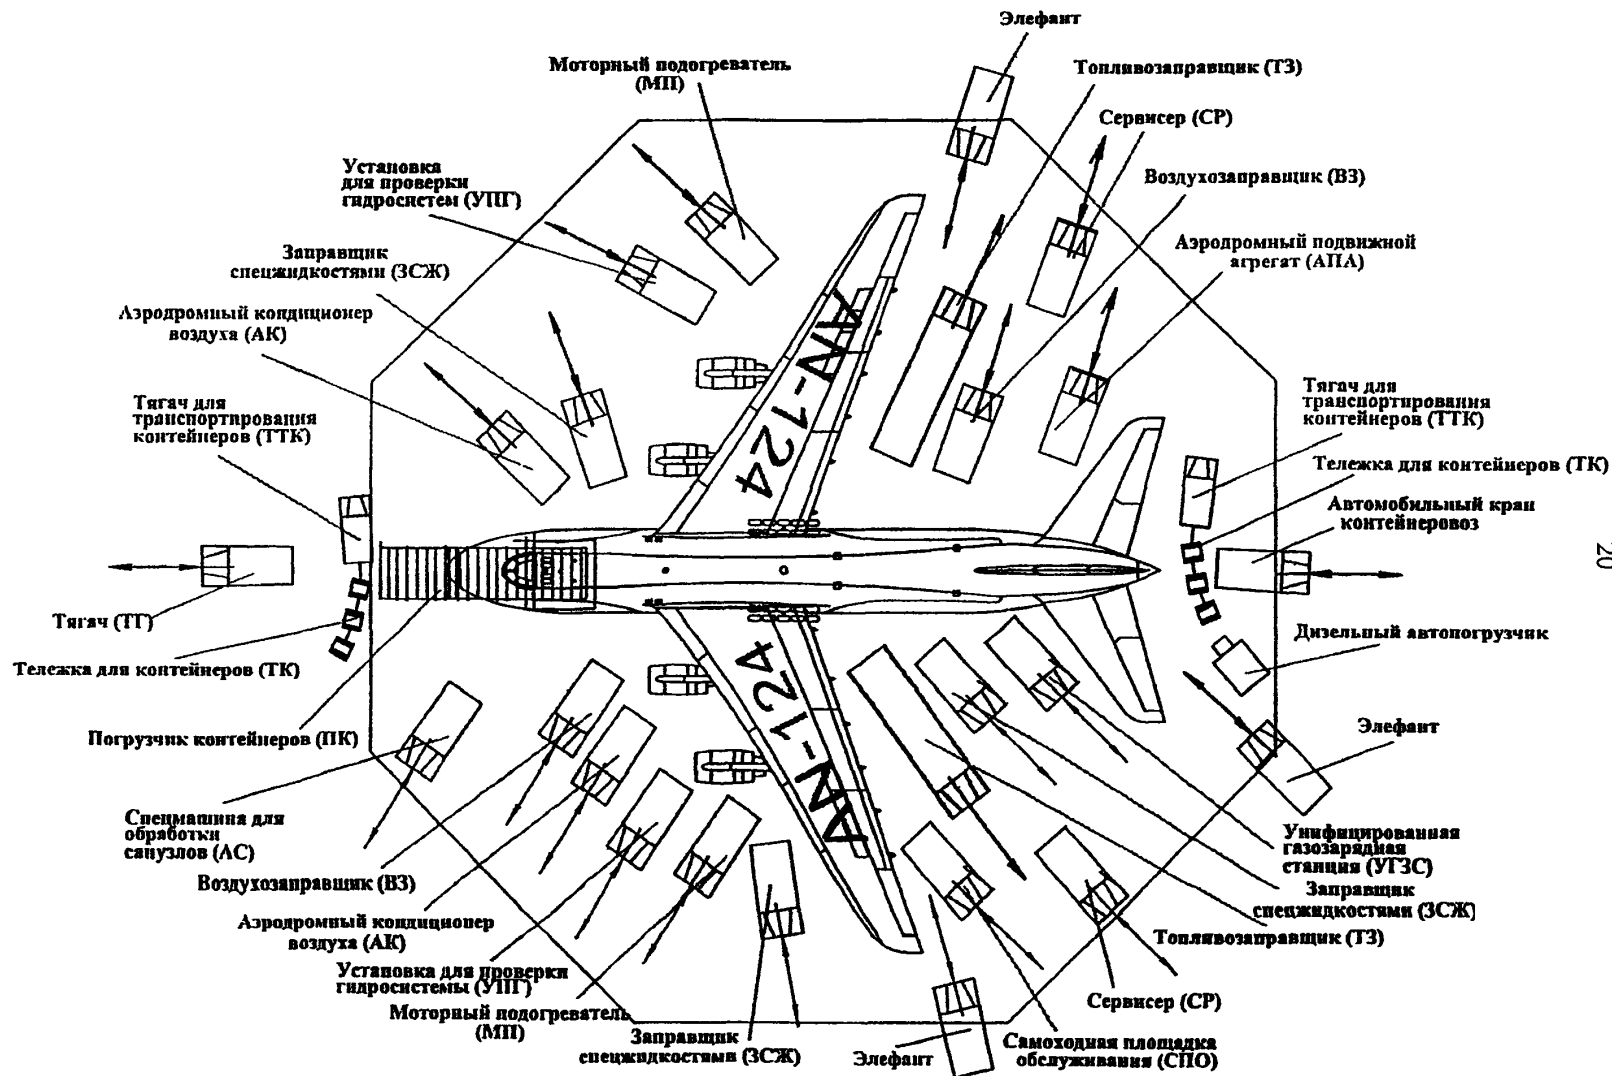 Элефант
Моторный подогреватель
(МП)
Топливозаправщик (ТЗ)
Сервисер (СР)
Установка
для проверки
гидросистем (УПГ)
Воздухозаправщик (ВЗ)
Заправщик
спецжидкостями (ЗСЖ)
Аэродромный подвижной
агрегат (АПА)
Аэродромный кондиционер
воздуха (АК)
Тягач для
транспортирования
контейнеров (ТТК)
Тягач для
транспортирования
контейнеров (ТТК)
Тележка для контейнеров (ТК)
Автомобильный кран
контейнеровоз
AN-124
AN-124
20
Тягач (ТГ)
Тележка для контейнеров (ТК)
Дизельный автопогрузчик
Погрузчик контейнеров (ПК)
Элефант
Спецмашина для
обработки
санузлов (АС)
Унифицированная
газозарядная
станция (УГЗС)
Воздухозаправщик (ВЗ)
Заправщик
спецжидкостями (ЗСЖ)
Аэродромный кондиционер
воздуха (АК)
Топливозаправщик (ТЗ)
Установка для проверки
гидросистемы (УПГ)
Моторный подогреватель
(МП)
Сервисер (СР)
Заправщик
спецжидкостями (ЗСЖ)
Элефант
Самоходная площадка
обслуживания (СПО)